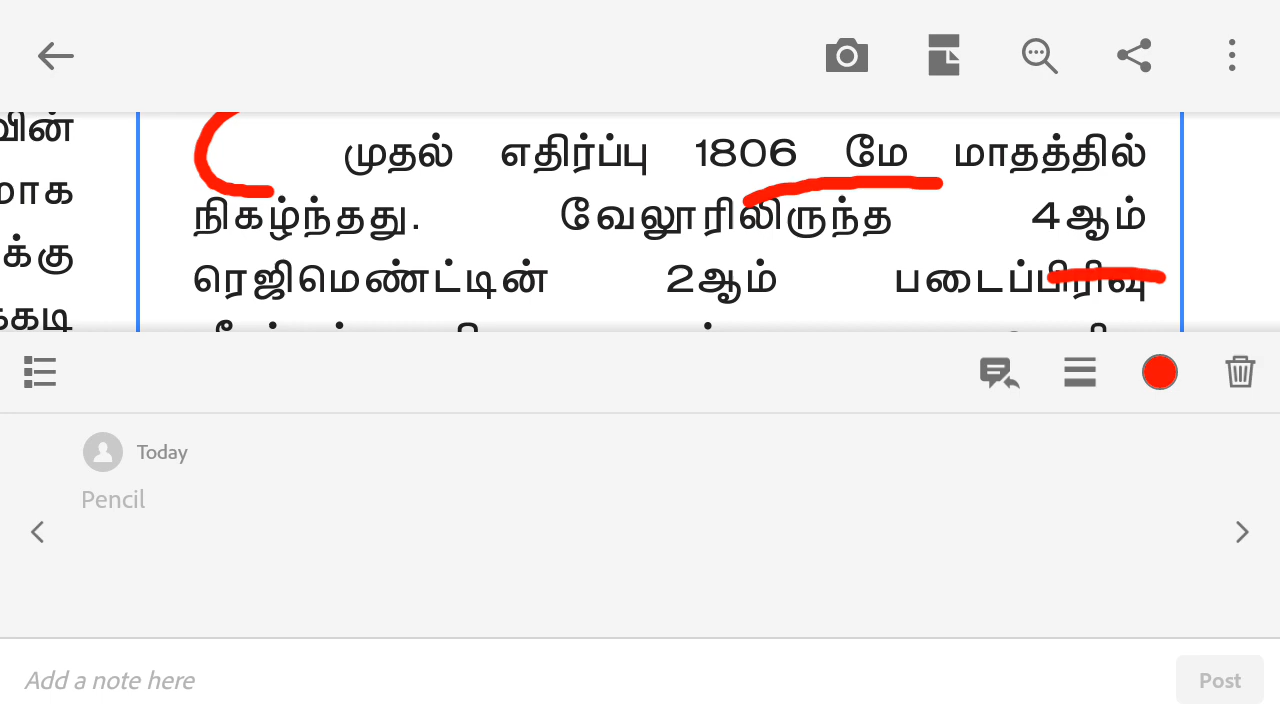 வின்
முதல் எதிர்ப்பு 1806 மே மாதத்தில்
மாக
நிகழ்ந்தது. வேலூரிலிருந்த 4ஆம்
க்கு
ரெஜிமெண்ட்டின் 2ஆம் படைப்பிரிவு
Today
Pencil
Add a note here
Post